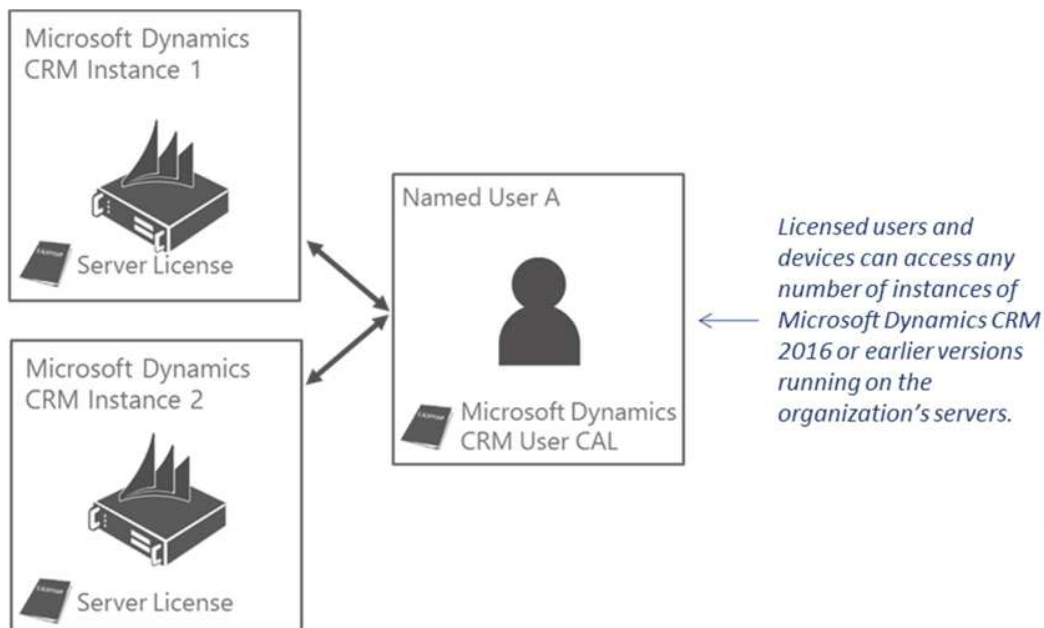 Microsoft Dynamics
CRM Instance 1
Server License
Named User A
Microsoft Dynamics
CRM User CAL
Licensed users and
devices can access any
number of instances of
Microsoft Dynamics CRM
2016 or earlier versions
running on the
organization's servers.
Microsoft Dynamics
CRM Instance 2
Server License